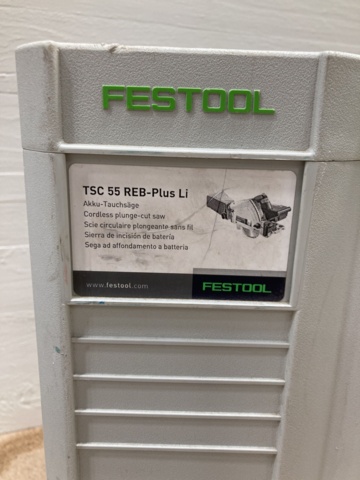 FESTOOL
TSC 55 REB-Plus Li
Akku-Tauchsäge
Cordless plunge-cut saw
Scie circulaire plongeante sans fil
Sierra de incisión de batería
Sega ad affondamento a batteria
www.festool.com
FESTOOL